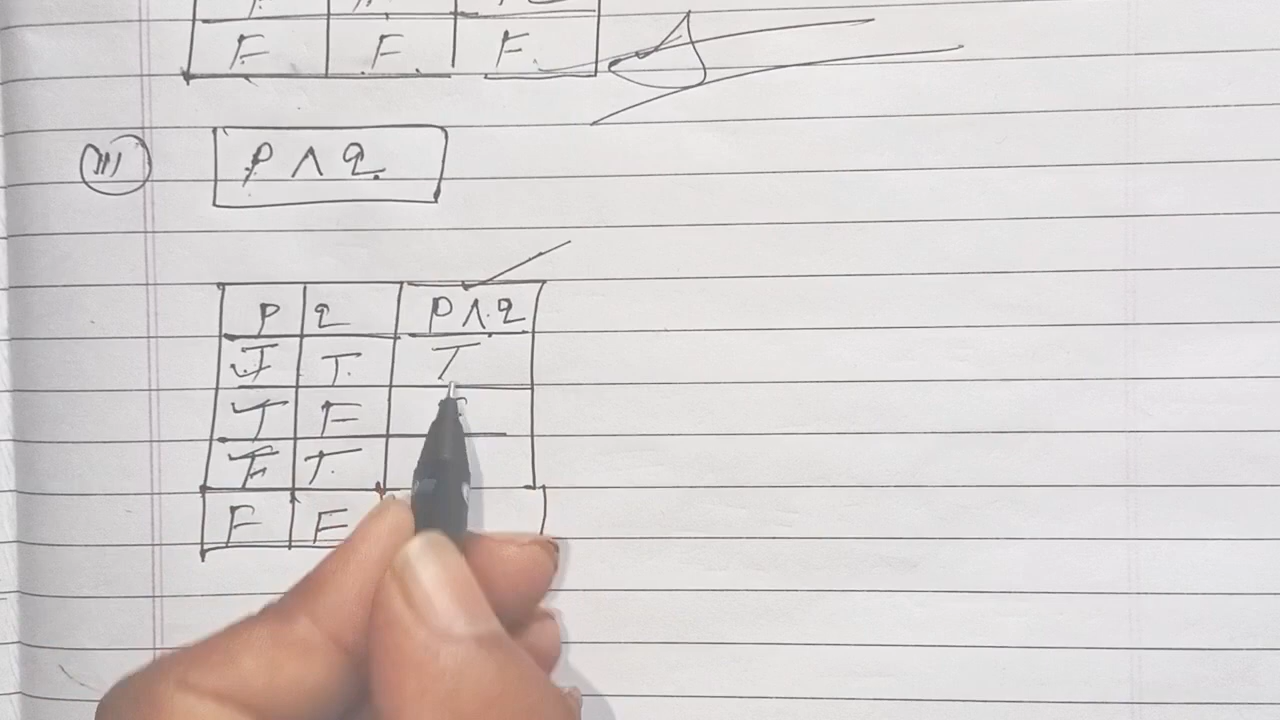 F F F
(III) p ∧ q.
p q p ∧ q
T T T
T F
F T
F F